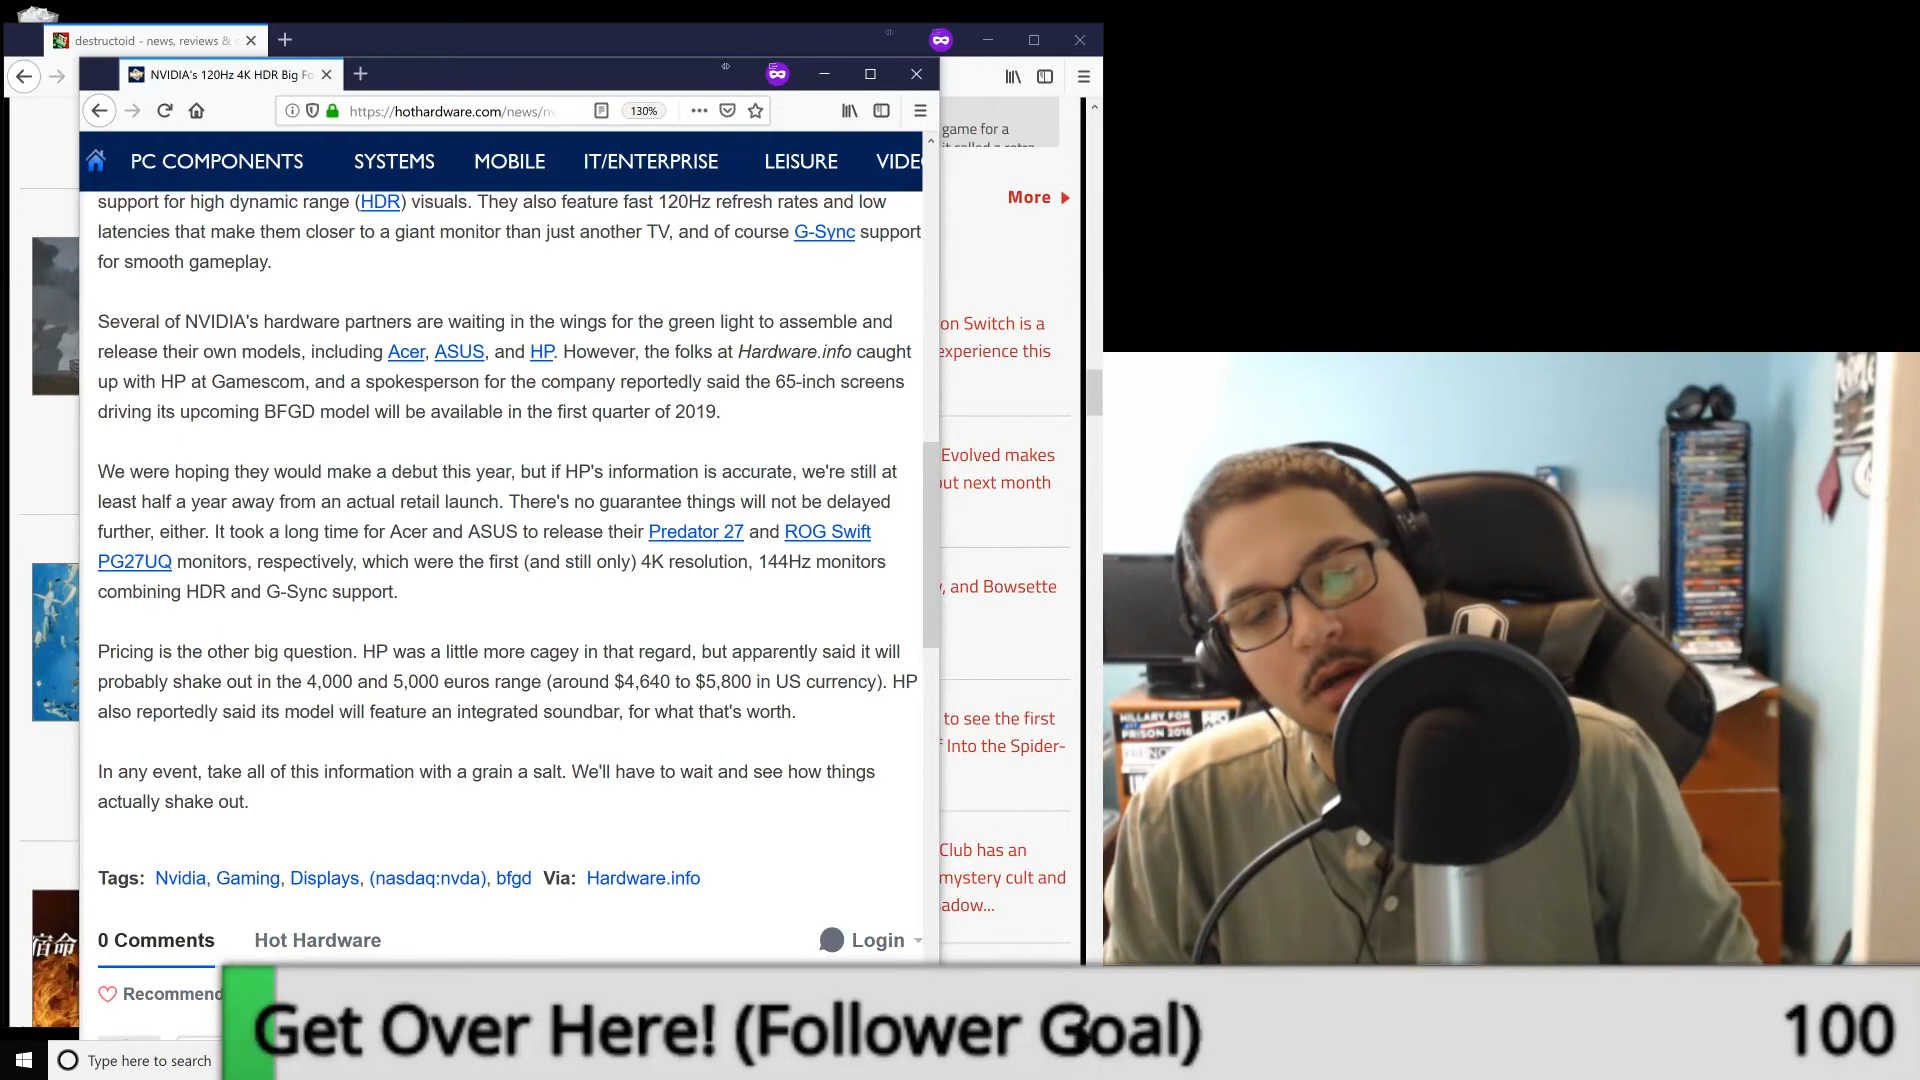 destructoid - news, reviews &
NVIDIA's 120Hz 4K HDR Big Fo
https://hothardware.com/news/nv
130%
PC COMPONENTS
SYSTEMS
MOBILE
IT/ENTERPRISE
LEISURE
VIDE
support for high dynamic range (HDR) visuals. They also feature fast 120Hz refresh rates and low
latencies that make them closer to a giant monitor than just another TV, and of course G-Sync support
for smooth gameplay.
Several of NVIDIA's hardware partners are waiting in the wings for the green light to assemble and
release their own models, including Acer, ASUS, and HP. However, the folks at Hardware.info caught
up with HP at Gamescom, and a spokesperson for the company reportedly said the 65-inch screens
driving its upcoming BFGD model will be available in the first quarter of 2019.
We were hoping they would make a debut this year, but if HP's information is accurate, we're still at
least half a year away from an actual retail launch. There's no guarantee things will not be delayed
further, either. It took a long time for Acer and ASUS to release their Predator 27 and ROG Swift
PG27UQ monitors, respectively, which were the first (and still only) 4K resolution, 144Hz monitors
combining HDR and G-Sync support.
Pricing is the other big question. HP was a little more cagey in that regard, but apparently said it will
probably shake out in the 4,000 and 5,000 euros range (around $4,640 to $5,800 in US currency). HP
also reportedly said its model will feature an integrated soundbar, for what that's worth.
In any event, take all of this information with a grain a salt. We'll have to wait and see how things
actually shake out.
Tags: Nvidia, Gaming, Displays, (nasdaq:nvda), bfgd Via: Hardware.info
0 Comments
Hot Hardware
Login
Recommend
game for a
More
on Switch is a
experience this
Evolved makes
out next month
, and Bowsette
to see the first
Into the Spider-
Club has an
mystery cult and
adow...
宿命
HILLARY FOR
PRISON 2016
Type here to search
Get Over Here! (Follower Goal)
3
100